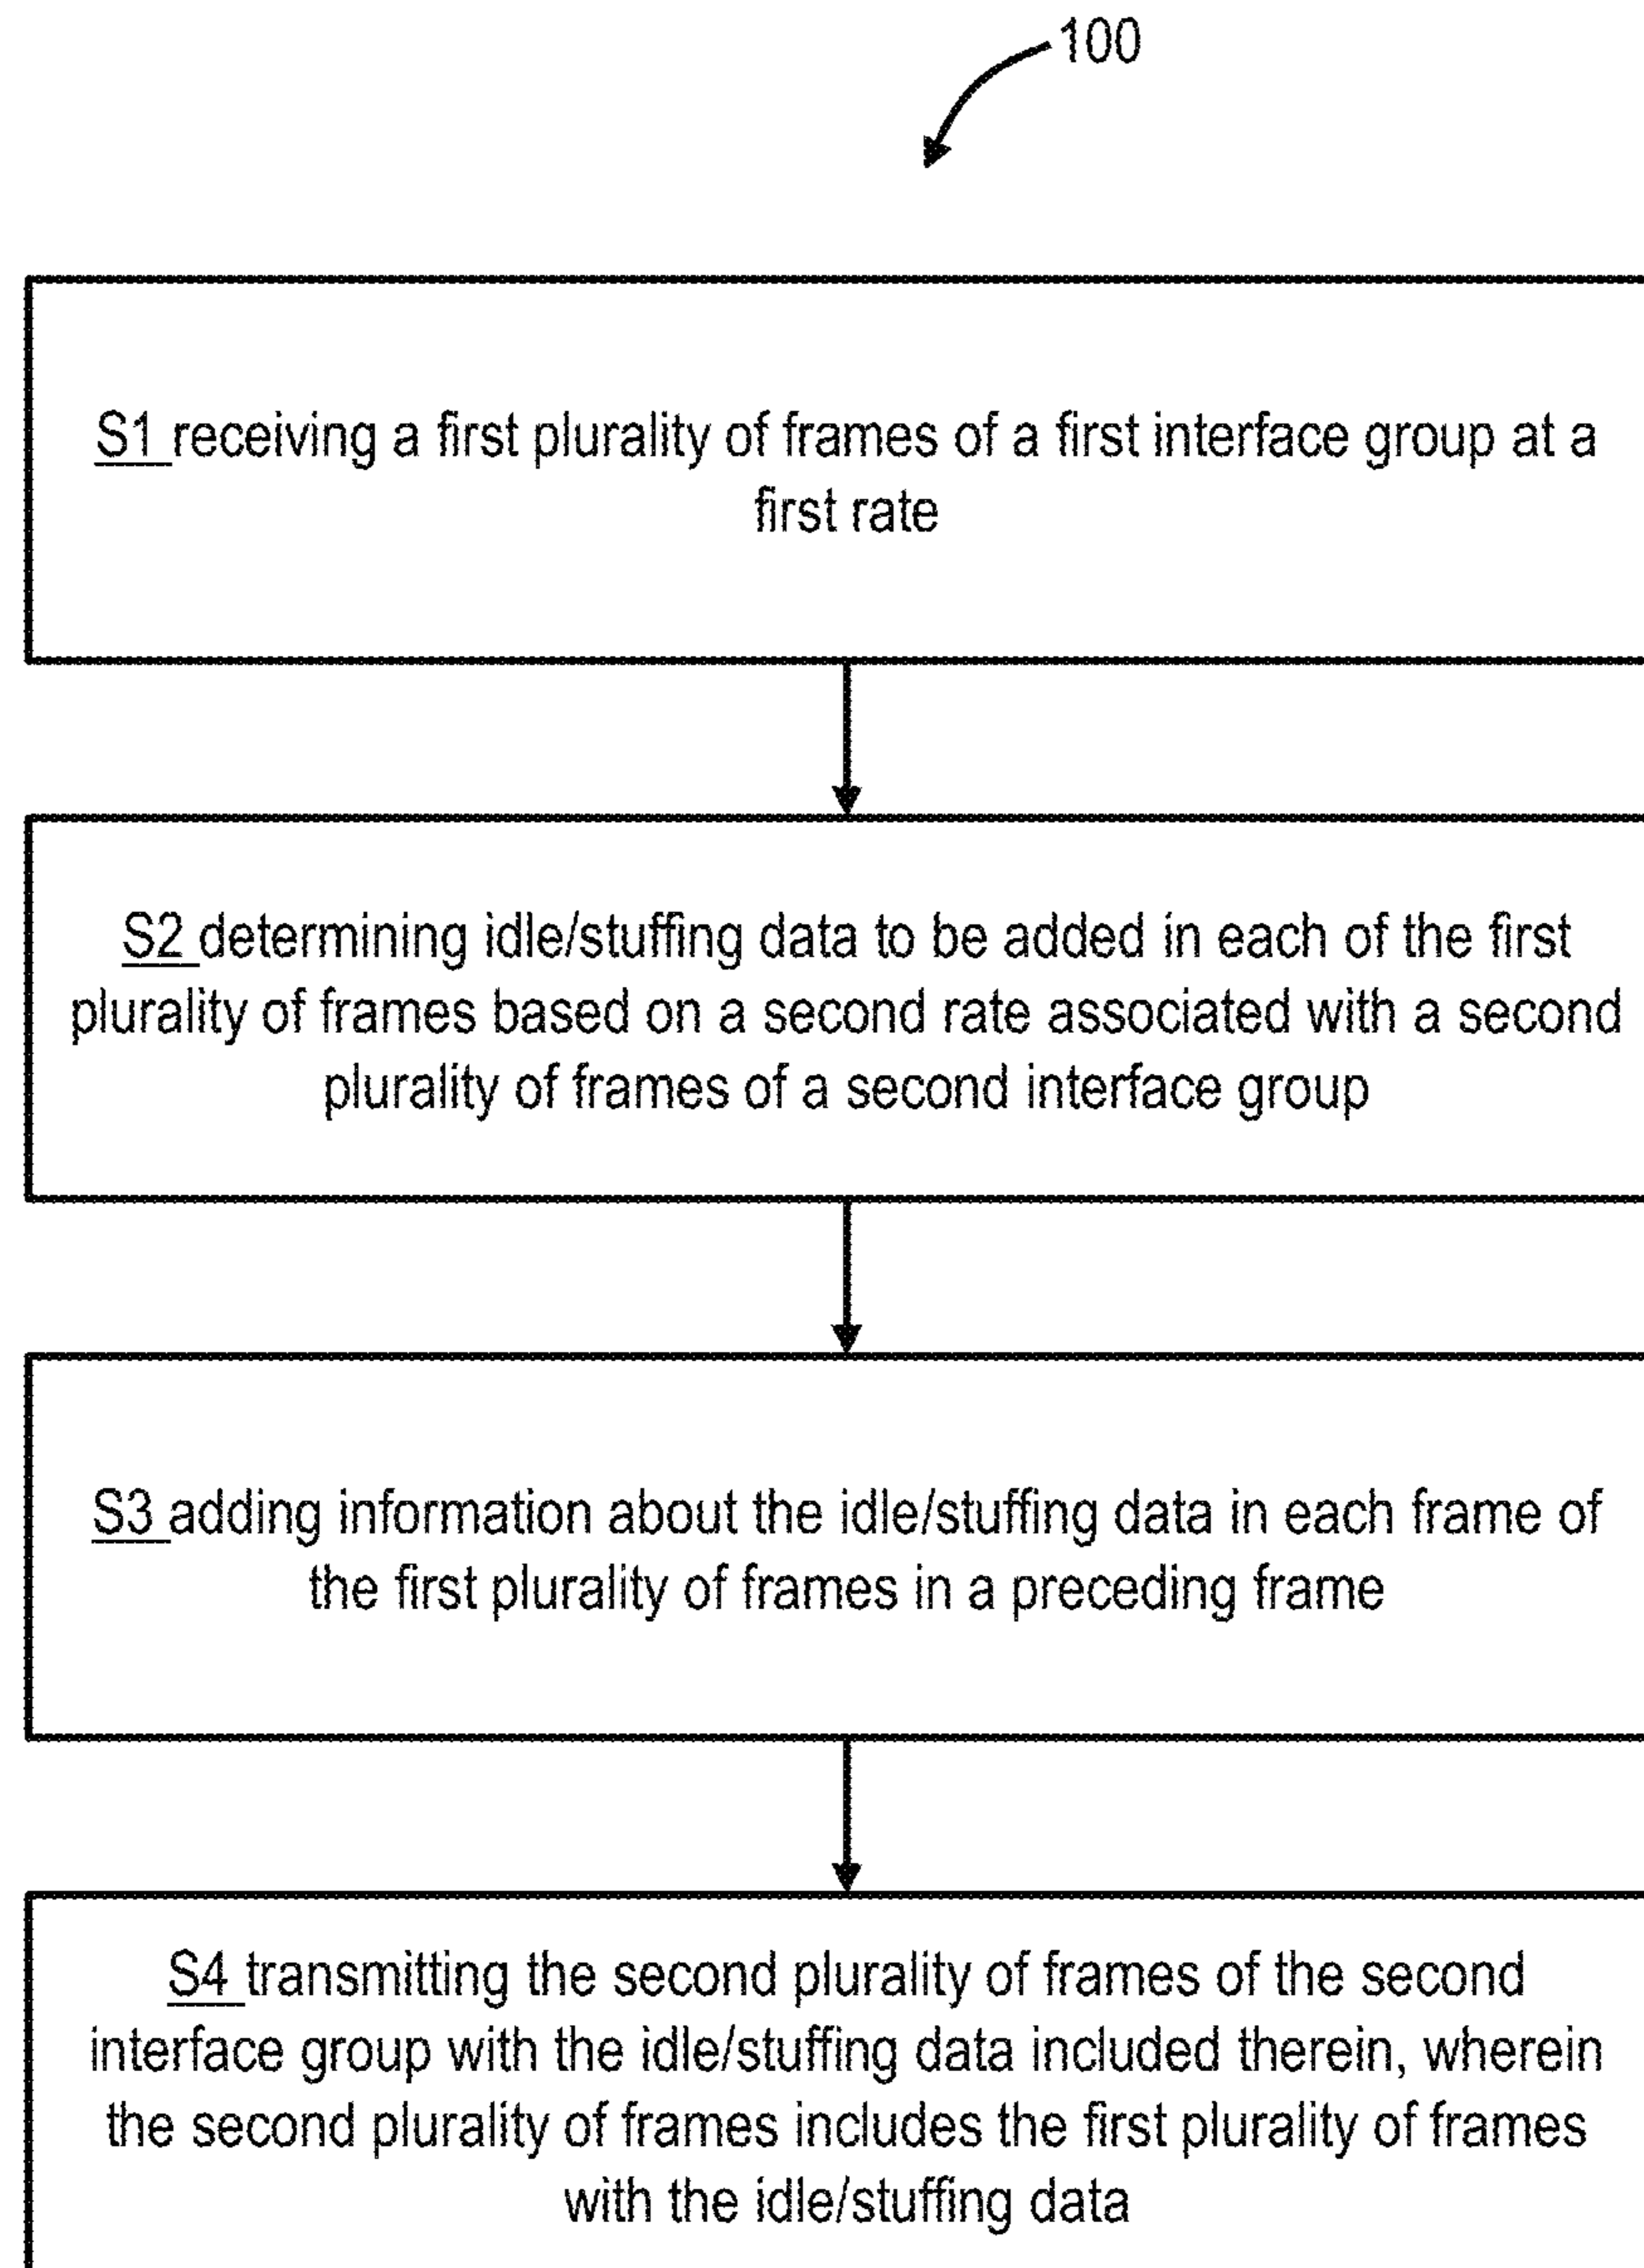 100
S1 receiving a first plurality of frames of a first interface group at a
first rate
S2 determining idle/stuffing data to be added in each of the first
plurality of frames based on a second rate associated with a second
plurality of frames of a second interface group
S3 adding information about the idle/stuffing data in each frame of
the first plurality of frames in a preceding frame
S4 transmitting the second plurality of frames of the second
interface group with the idle/stuffing data included therein, wherein
the second plurality of frames includes the first plurality of frames
with the idle/stuffing data